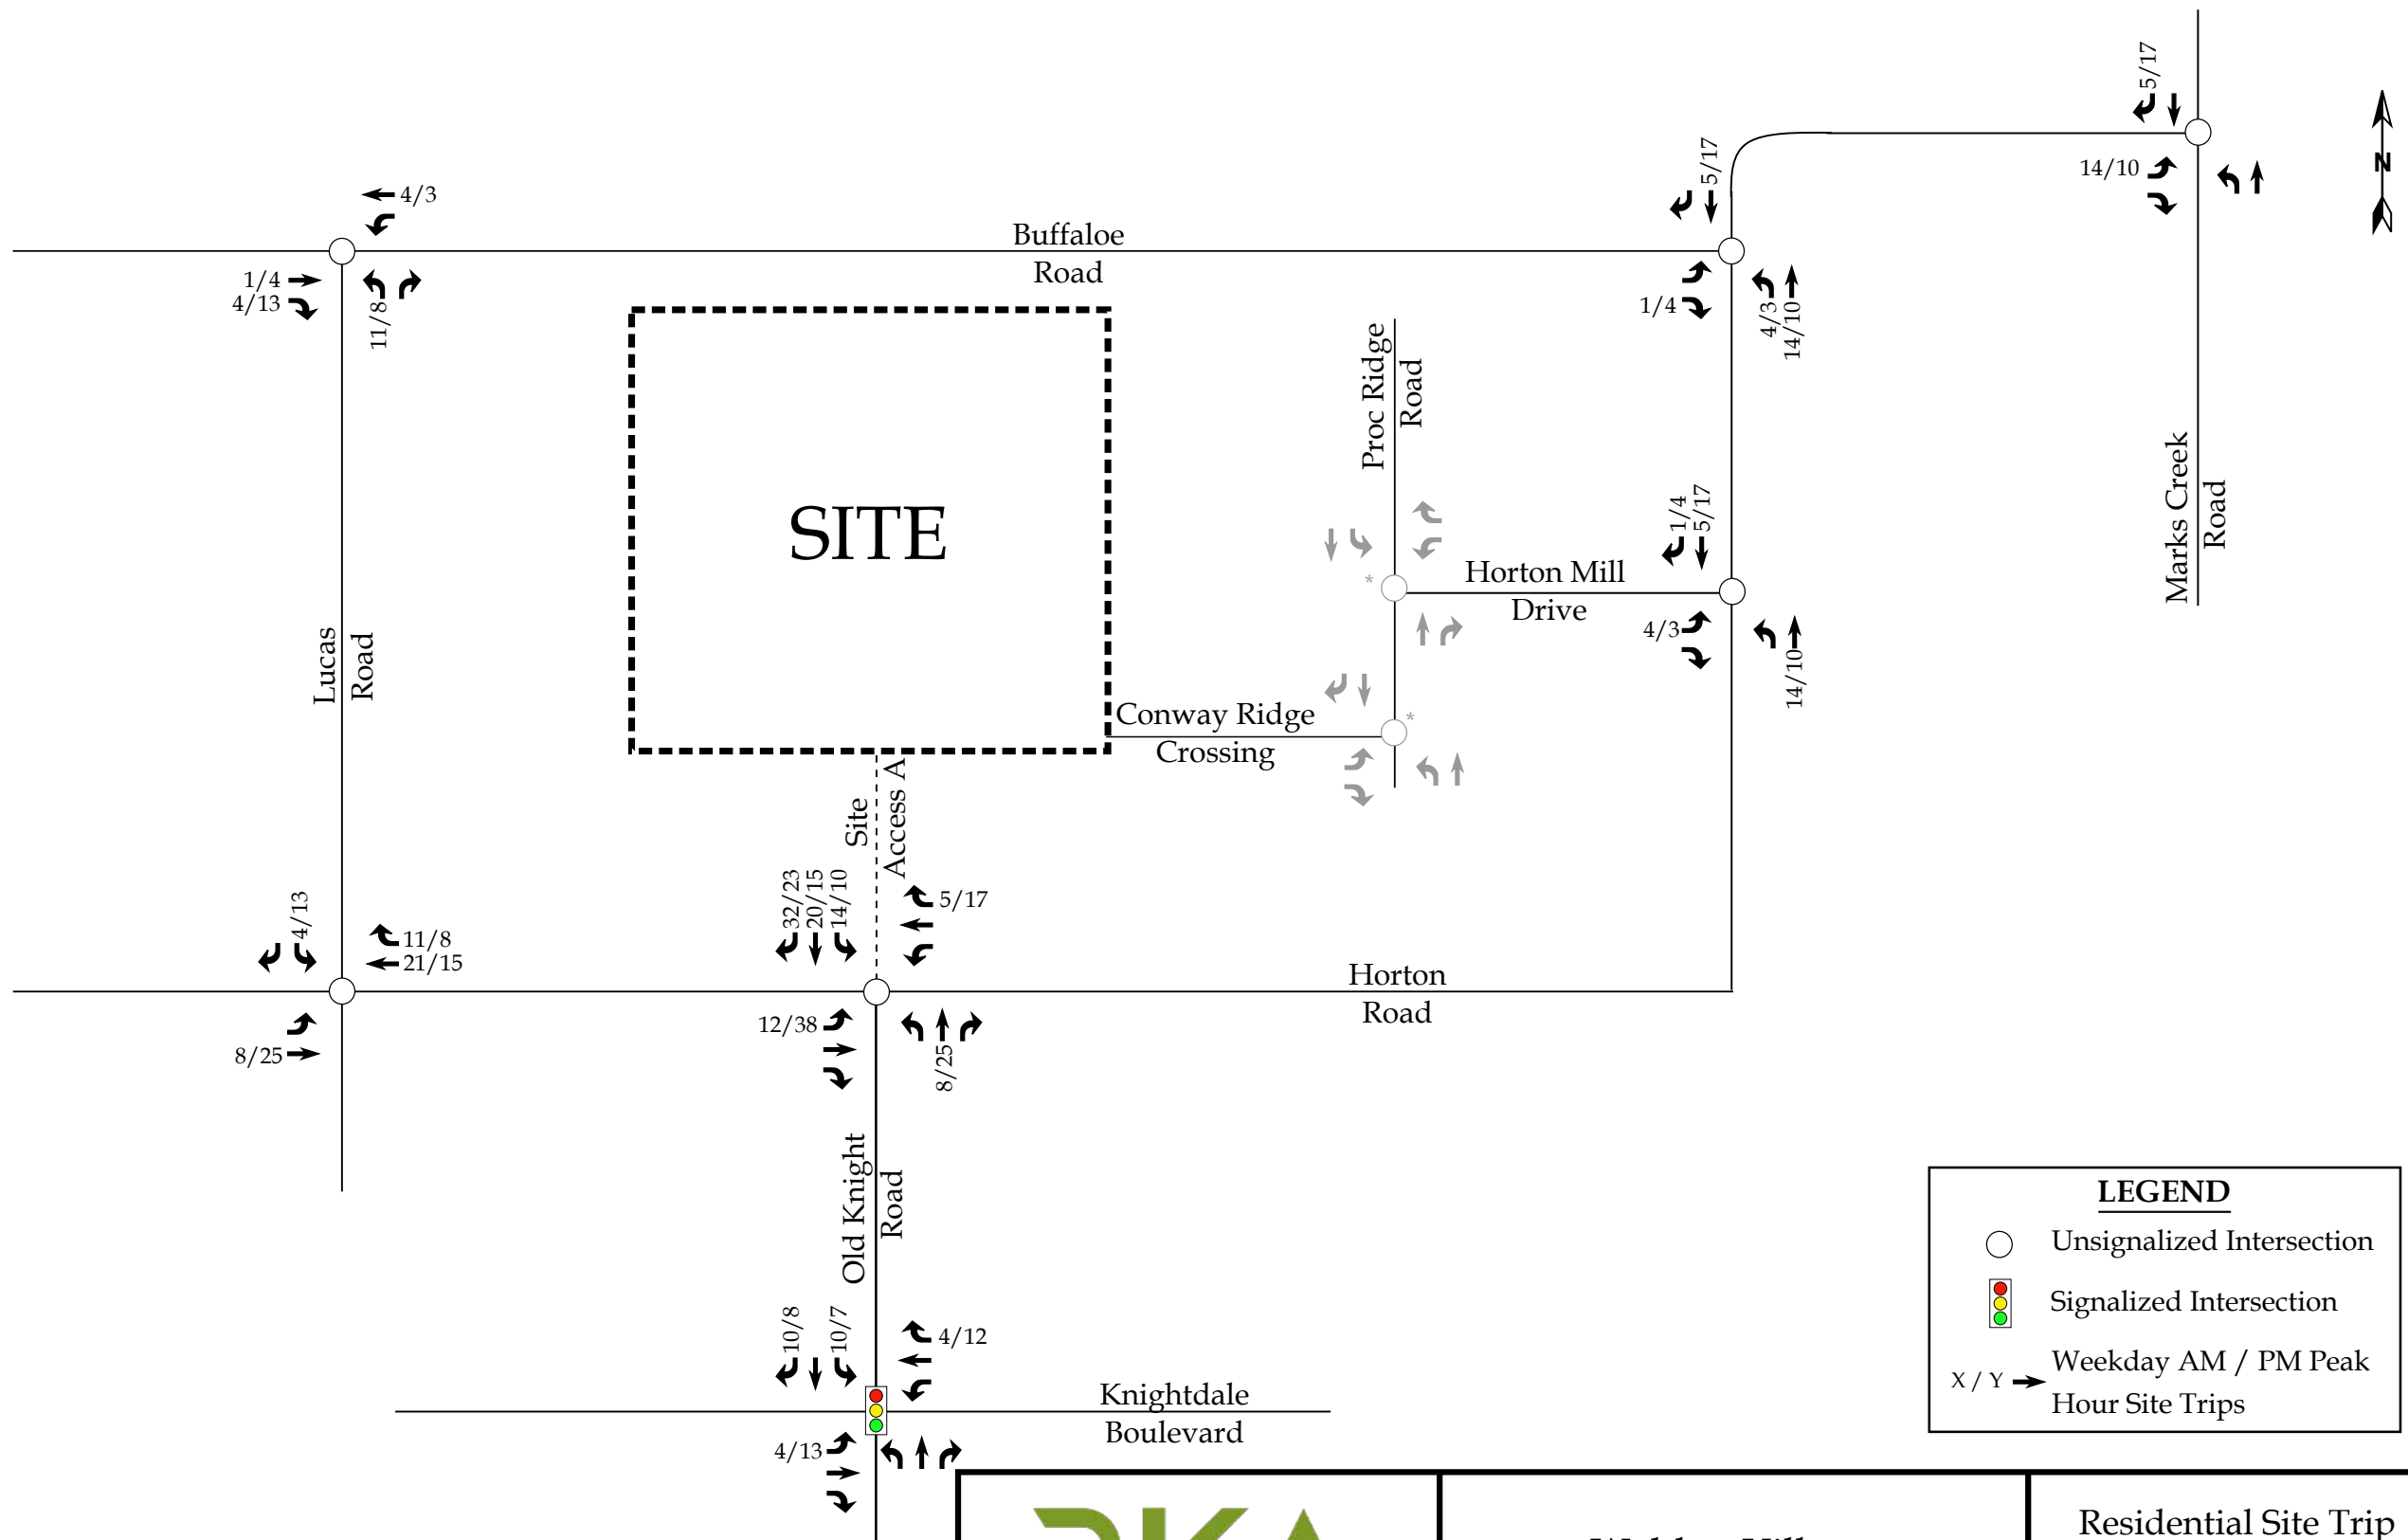 5/17
N
14/10
5/17
4/3
Buffaloe
Road
1/4
4/13
11/8
1/4
4/3
14/10
Proc Ridge
Road
SITE
1/4
5/17
Marks Creek
Road
*
Horton Mill
Drive
4/3
14/10
Lucas
Road
Conway Ridge
Crossing
*
Site
Access A
4/13
11/8
21/15
32/23
20/15
14/10
5/17
Horton
Road
8/25
12/38
8/25
Old Knight
Road
LEGEND
Unsignalized Intersection
Signalized Intersection
X / Y
Weekday AM / PM Peak
Hour Site Trips
10/8
10/7
4/12
Knightdale
Boulevard
4/13
Residential Site Trip